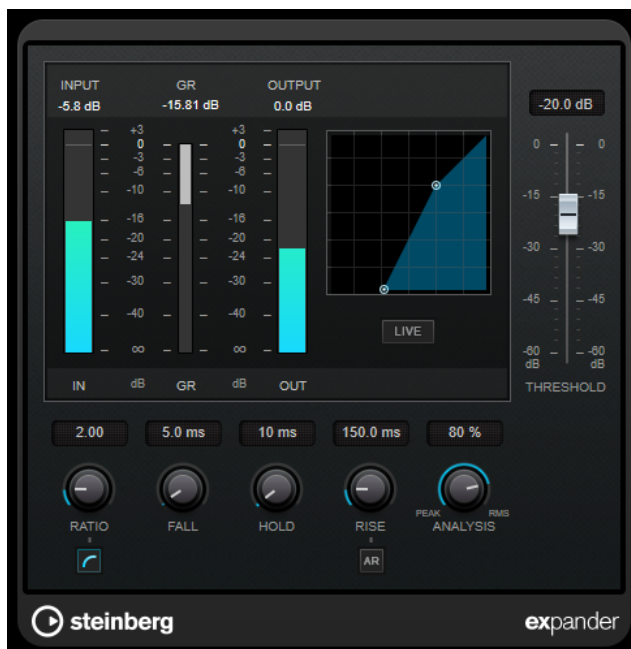 INPUT GR OUTPUT
-5.8 dB -15.81 dB 0.0 dB
-20.0 dB
+3 +3
0 0
-3 -3
-6 -6
-10 -10
-16 -16
-20 -20
-24 -24
-30 -30
-40 -40
∞ ∞
IN dB GR dB OUT
LIVE
0 0
-15 -15
-30 -30
-45 -45
-60 -60
dB dB
THRESHOLD
2.00 5.0 ms 10 ms 150.0 ms 80 %
PEAK RMS
RATIO FALL HOLD RISE ANALYSIS
AR
steinberg expander